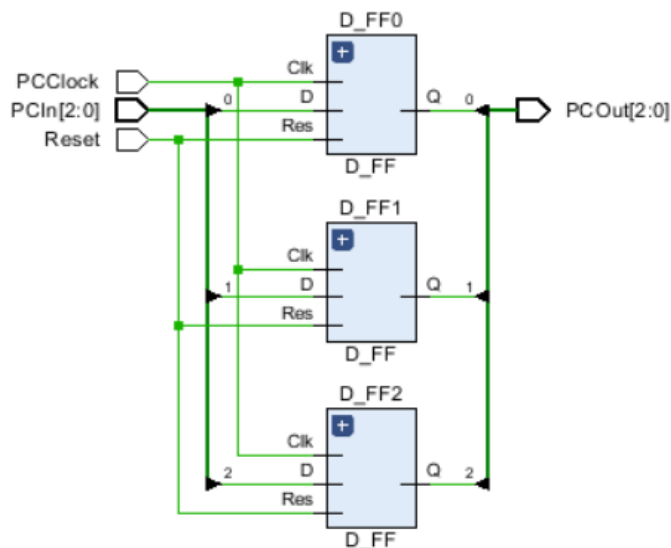 D_FF0
PCClock
Clk
PCIn[2:0]
0
D
Q
0
PCOut[2:0]
Reset
Res
D_FF
D_FF1
Clk
1
D
Q
1
Res
D_FF
D_FF2
Clk
2
D
Q
2
Res
D_FF